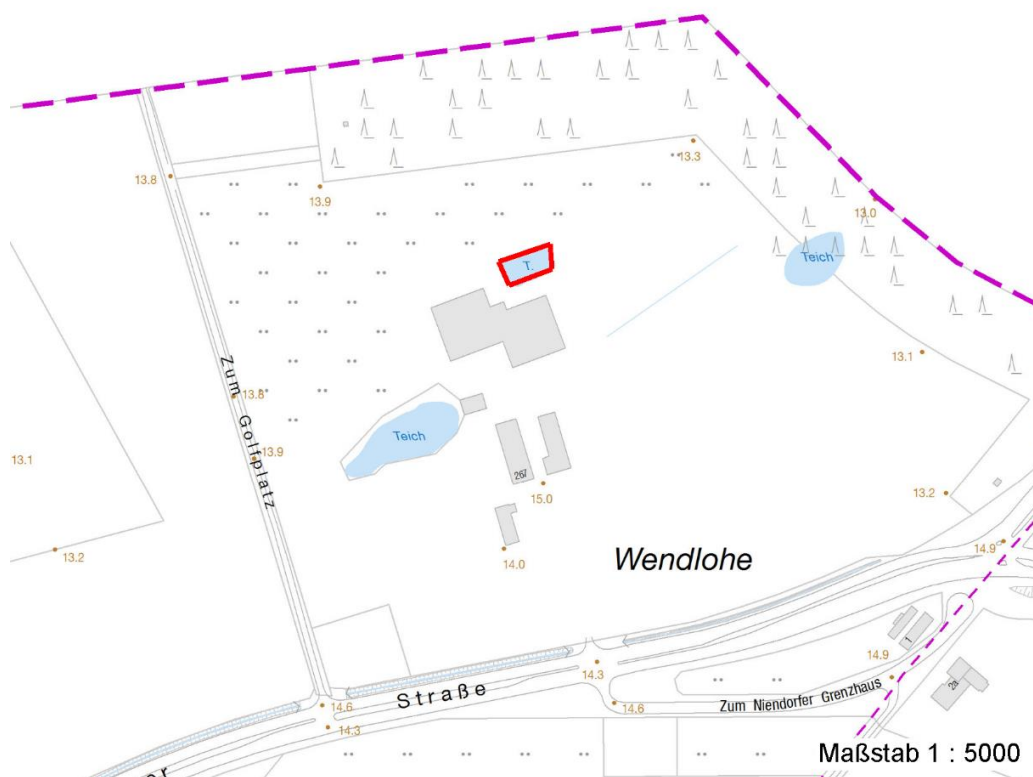 13.3
13.8
13.9
13.0
T.
Teich
13.1
Zum Golfplatz
13.8
Teich
13.9
13.1
267
13.2
15.0
14.9
13.2
14.0
Wendlohe
1
14.9
14.3
2a
Straße
14.6
14.6
Zum Niendorfer Grenzhaus
14.3
Maßstab 1 : 5000